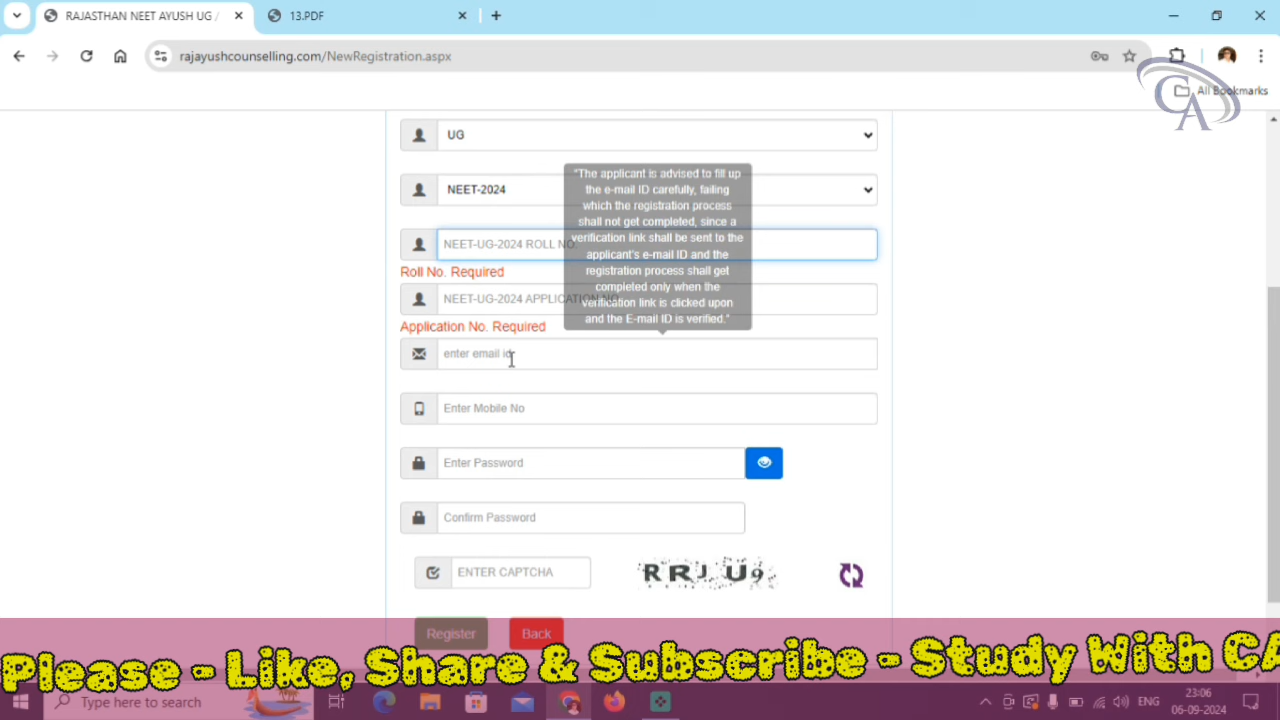 RAJASTHAN NEET AYUSH UG /
13.PDF
rajayushcounselling.com/NewRegistration.aspx
All Bookmarks
CA
UG
NEET-2024
"The applicant is advised to fill up
the e-mail ID carefully, failing
which the registration process
shall not get completed, since a
verification link shall be sent to the
applicant's e-mail ID and the
registration process shall get
completed only when the
verification link is clicked upon
and the E-mail ID is verified."
NEET-UG-2024 ROLL NO.
Roll No. Required
NEET-UG-2024 APPLICATION NO.
Application No. Required
enter email id
Enter Mobile No
Enter Password
Confirm Password
ENTER CAPTCHA
RRJ U9
Register
Back
Please - Like, Share & Subscribe - Study With CA
Type here to search
ENG
23:06
06-09-2024